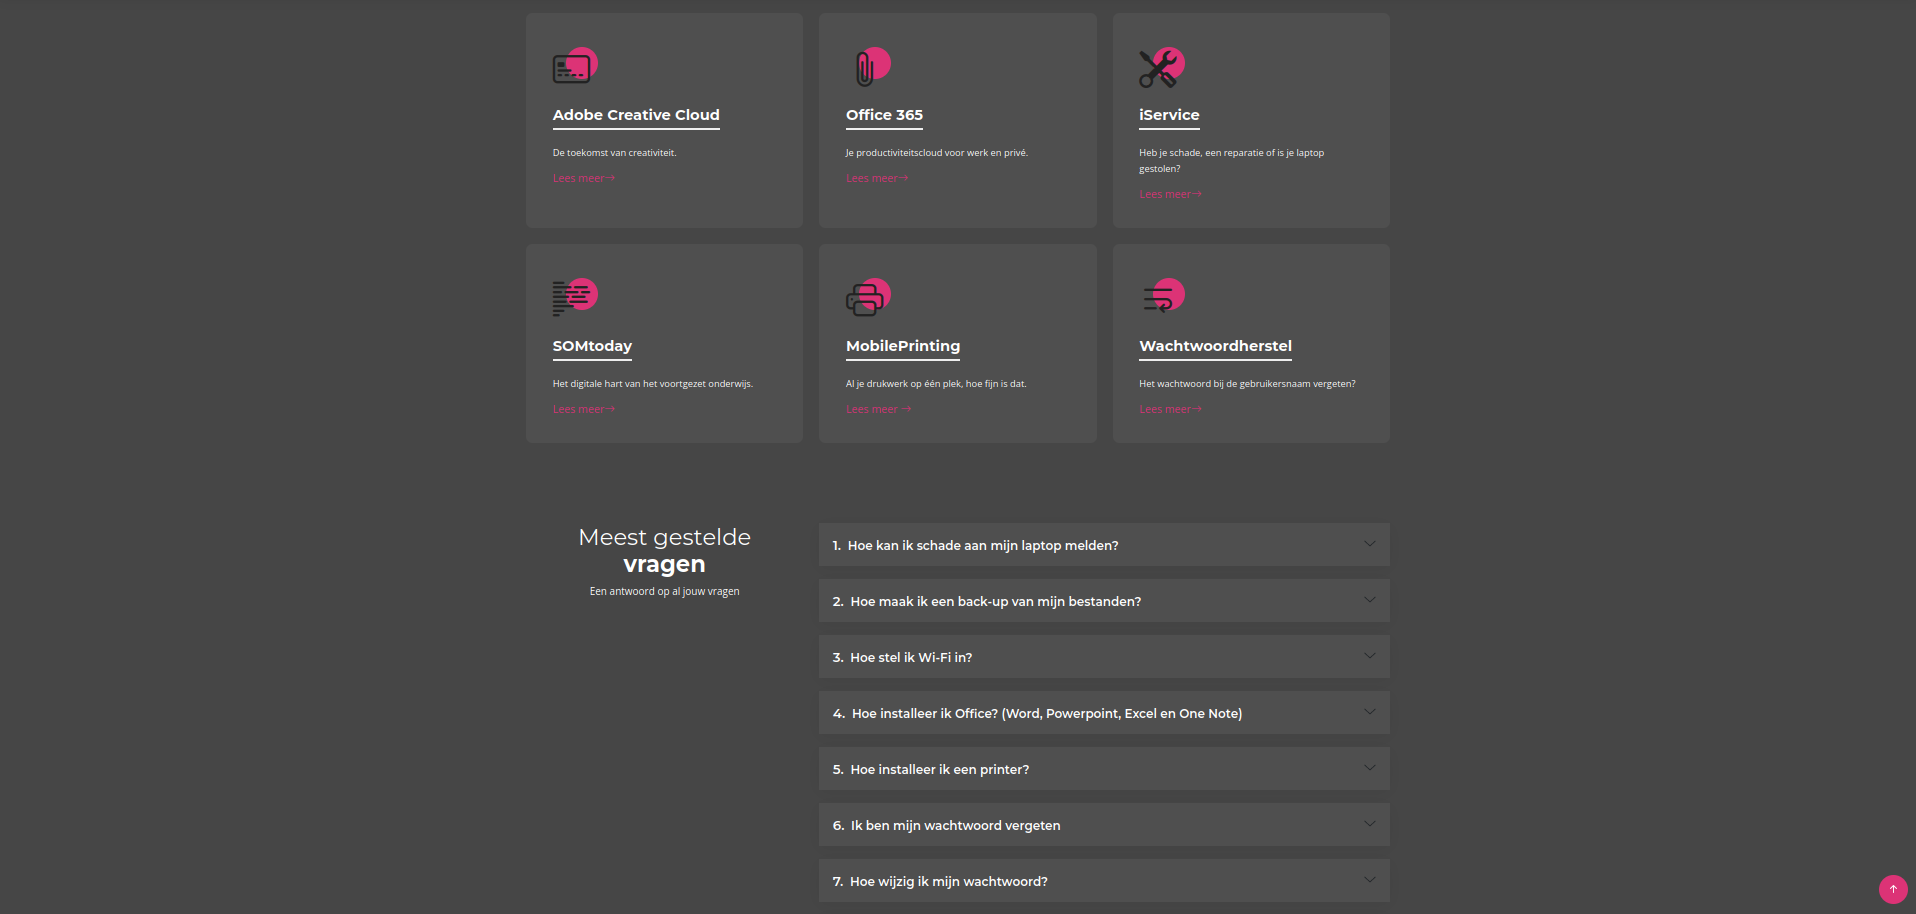 Adobe Creative Cloud
De toekomst van creativiteit.
Lees meer→
Office 365
Je productiviteitscloud voor werk en privé.
Lees meer→
iService
Heb je schade, een reparatie of is je laptop
gestolen?
Lees meer→
SOMtoday
Het digitale hart van het voortgezet onderwijs.
Lees meer→
MobilePrinting
Al je drukwerk op één plek, hoe fijn is dat.
Lees meer →
Wachtwoordherstel
Het wachtwoord bij de gebruikersnaam vergeten?
Lees meer→
Meest gestelde
vragen
Een antwoord op al jouw vragen
1. Hoe kan ik schade aan mijn laptop melden?
2. Hoe maak ik een back-up van mijn bestanden?
3. Hoe stel ik Wi-Fi in?
4. Hoe installeer ik Office? (Word, Powerpoint, Excel en One Note)
5. Hoe installeer ik een printer?
6. Ik ben mijn wachtwoord vergeten
7. Hoe wijzig ik mijn wachtwoord?